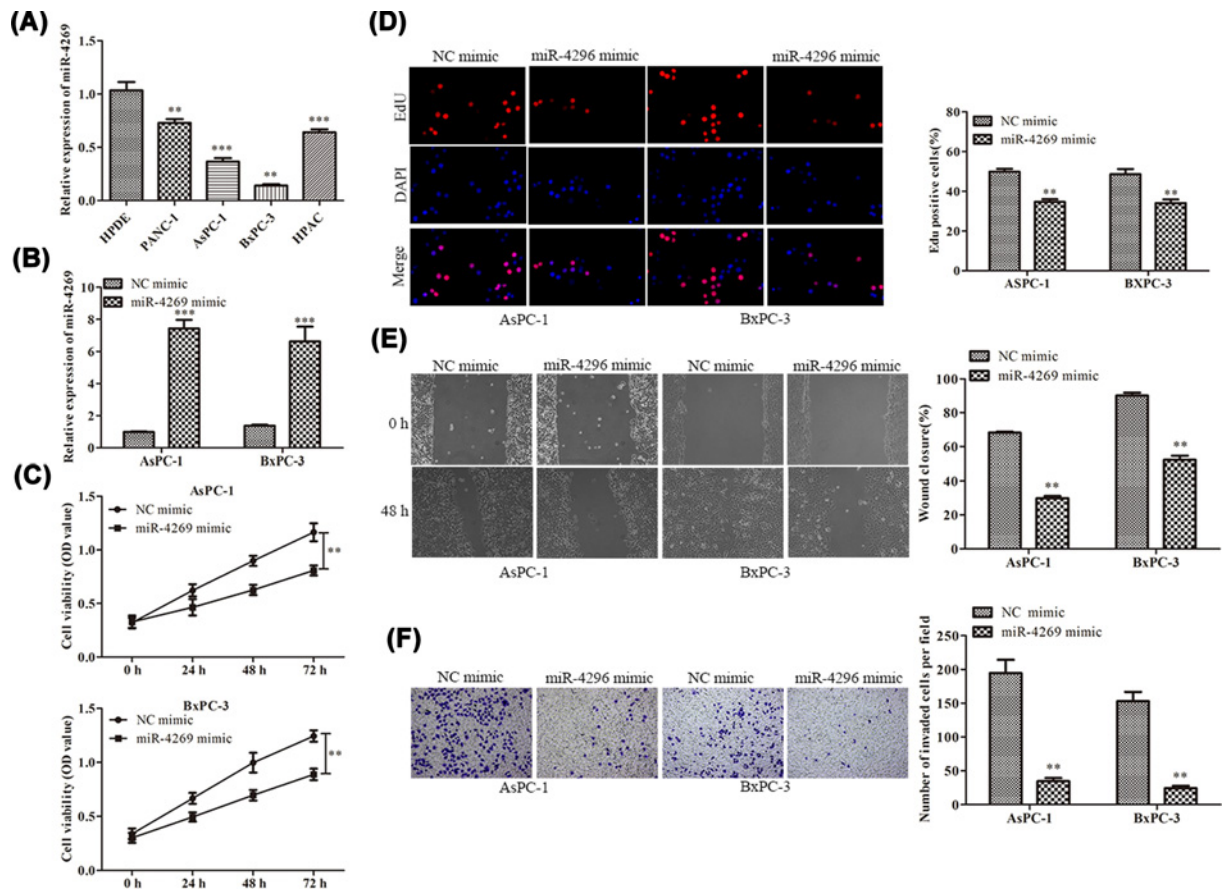 (A)
Relative expression of miR-4269
1.5
1.0
0.5
0.0
**
***
**
***
HPDE
PANC-1
AsPC-1
BxPC-3
HPAC
(B)
Relative expression of miR-4269
NC mimic
miR-4269 mimic
10
8
6
4
2
0
***
***
AsPC-1
BxPC-3
(C)
AsPC-1
Cell viability (OD value)
1.5
1.0
0.5
0.0
NC mimic
miR-4269 mimic
**
0 h
24 h
48 h
72 h
BxPC-3
Cell viability (OD value)
1.5
1.0
0.5
0.0
NC mimic
miR-4269 mimic
**
0 h
24 h
48 h
72 h
(D)
NC mimic
miR-4296 mimic
miR-4296 mimic
EdU
DAPI
Merge
AsPC-1
BxPC-3
Edu positive cells(%)
80
60
40
20
0
NC mimic
miR-4269 mimic
**
**
ASPC-1
BXPC-3
(E)
NC mimic
miR-4296 mimic
NC mimic
miR-4296 mimic
0 h
48 h
AsPC-1
BxPC-3
Wound closure(%)
100
80
60
40
20
0
NC mimic
miR-4269 mimic
**
**
AsPC-1
BxPC-3
(F)
NC mimic
miR-4296 mimic
NC mimic
miR-4296 mimic
AsPC-1
BxPC-3
Number of invaded cells per field
250
200
150
100
50
0
NC mimic
miR-4269 mimic
**
**
AsPC-1
BxPC-3